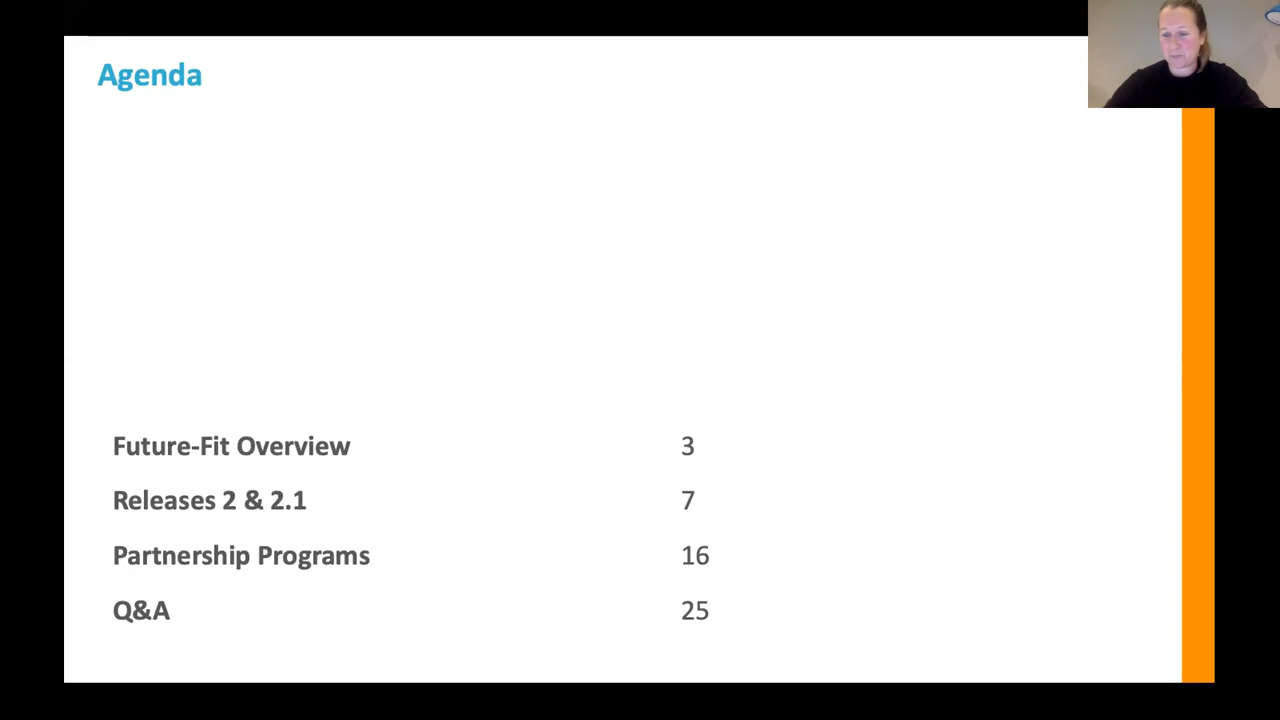 Agenda
Future-Fit Overview 3
Releases 2 & 2.1 7
Partnership Programs 16
Q&A 25